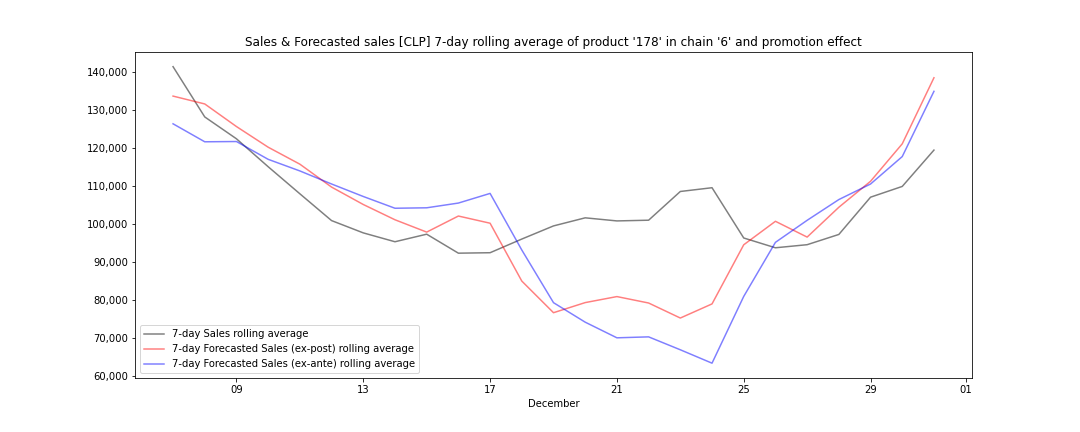 Sales & Forecasted sales [CLP] 7-day rolling average of product '178' in chain '6' and promotion effect
140,000
130,000
120,000
110,000
100,000
90,000
80,000
70,000
60,000
7-day Sales rolling average
7-day Forecasted Sales (ex-post) rolling average
7-day Forecasted Sales (ex-ante) rolling average
09 13 17 21 25 29 01
December